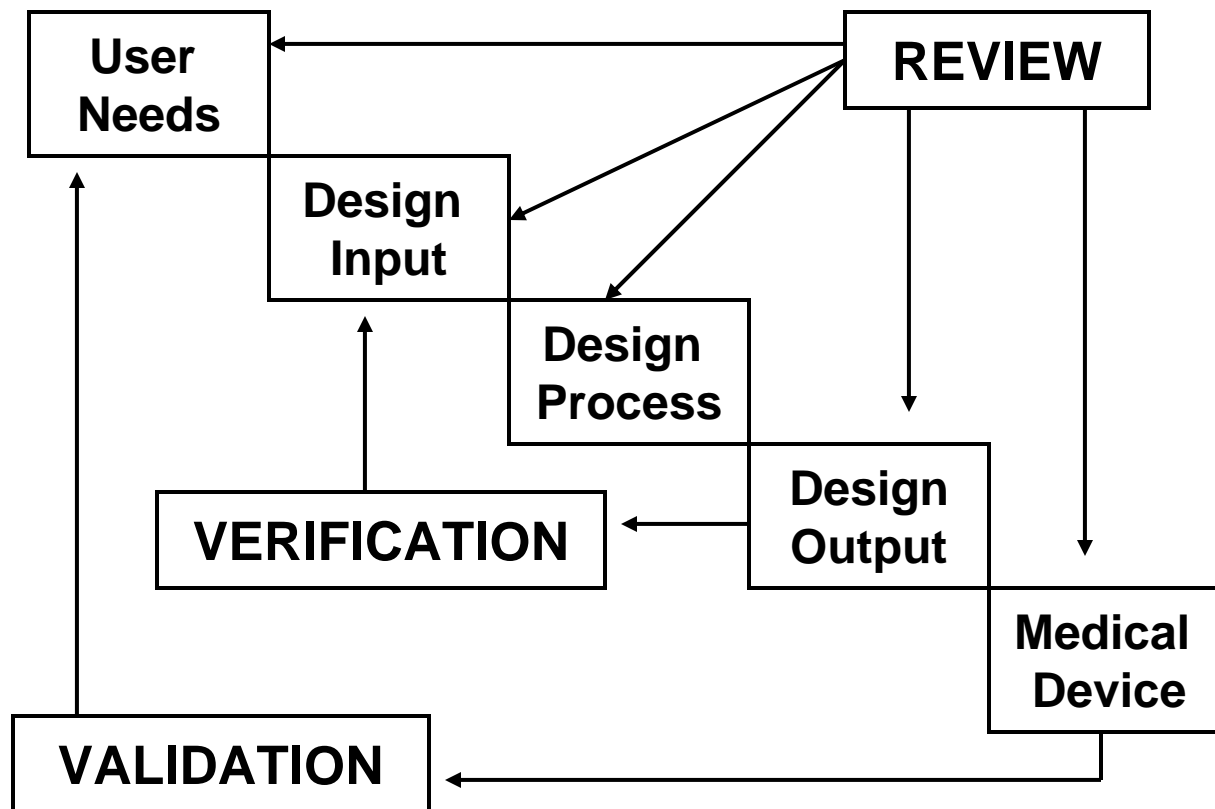 User
Needs
REVIEW
Design
Input
Design
Process
VERIFICATION
Design
Output
Medical
Device
VALIDATION